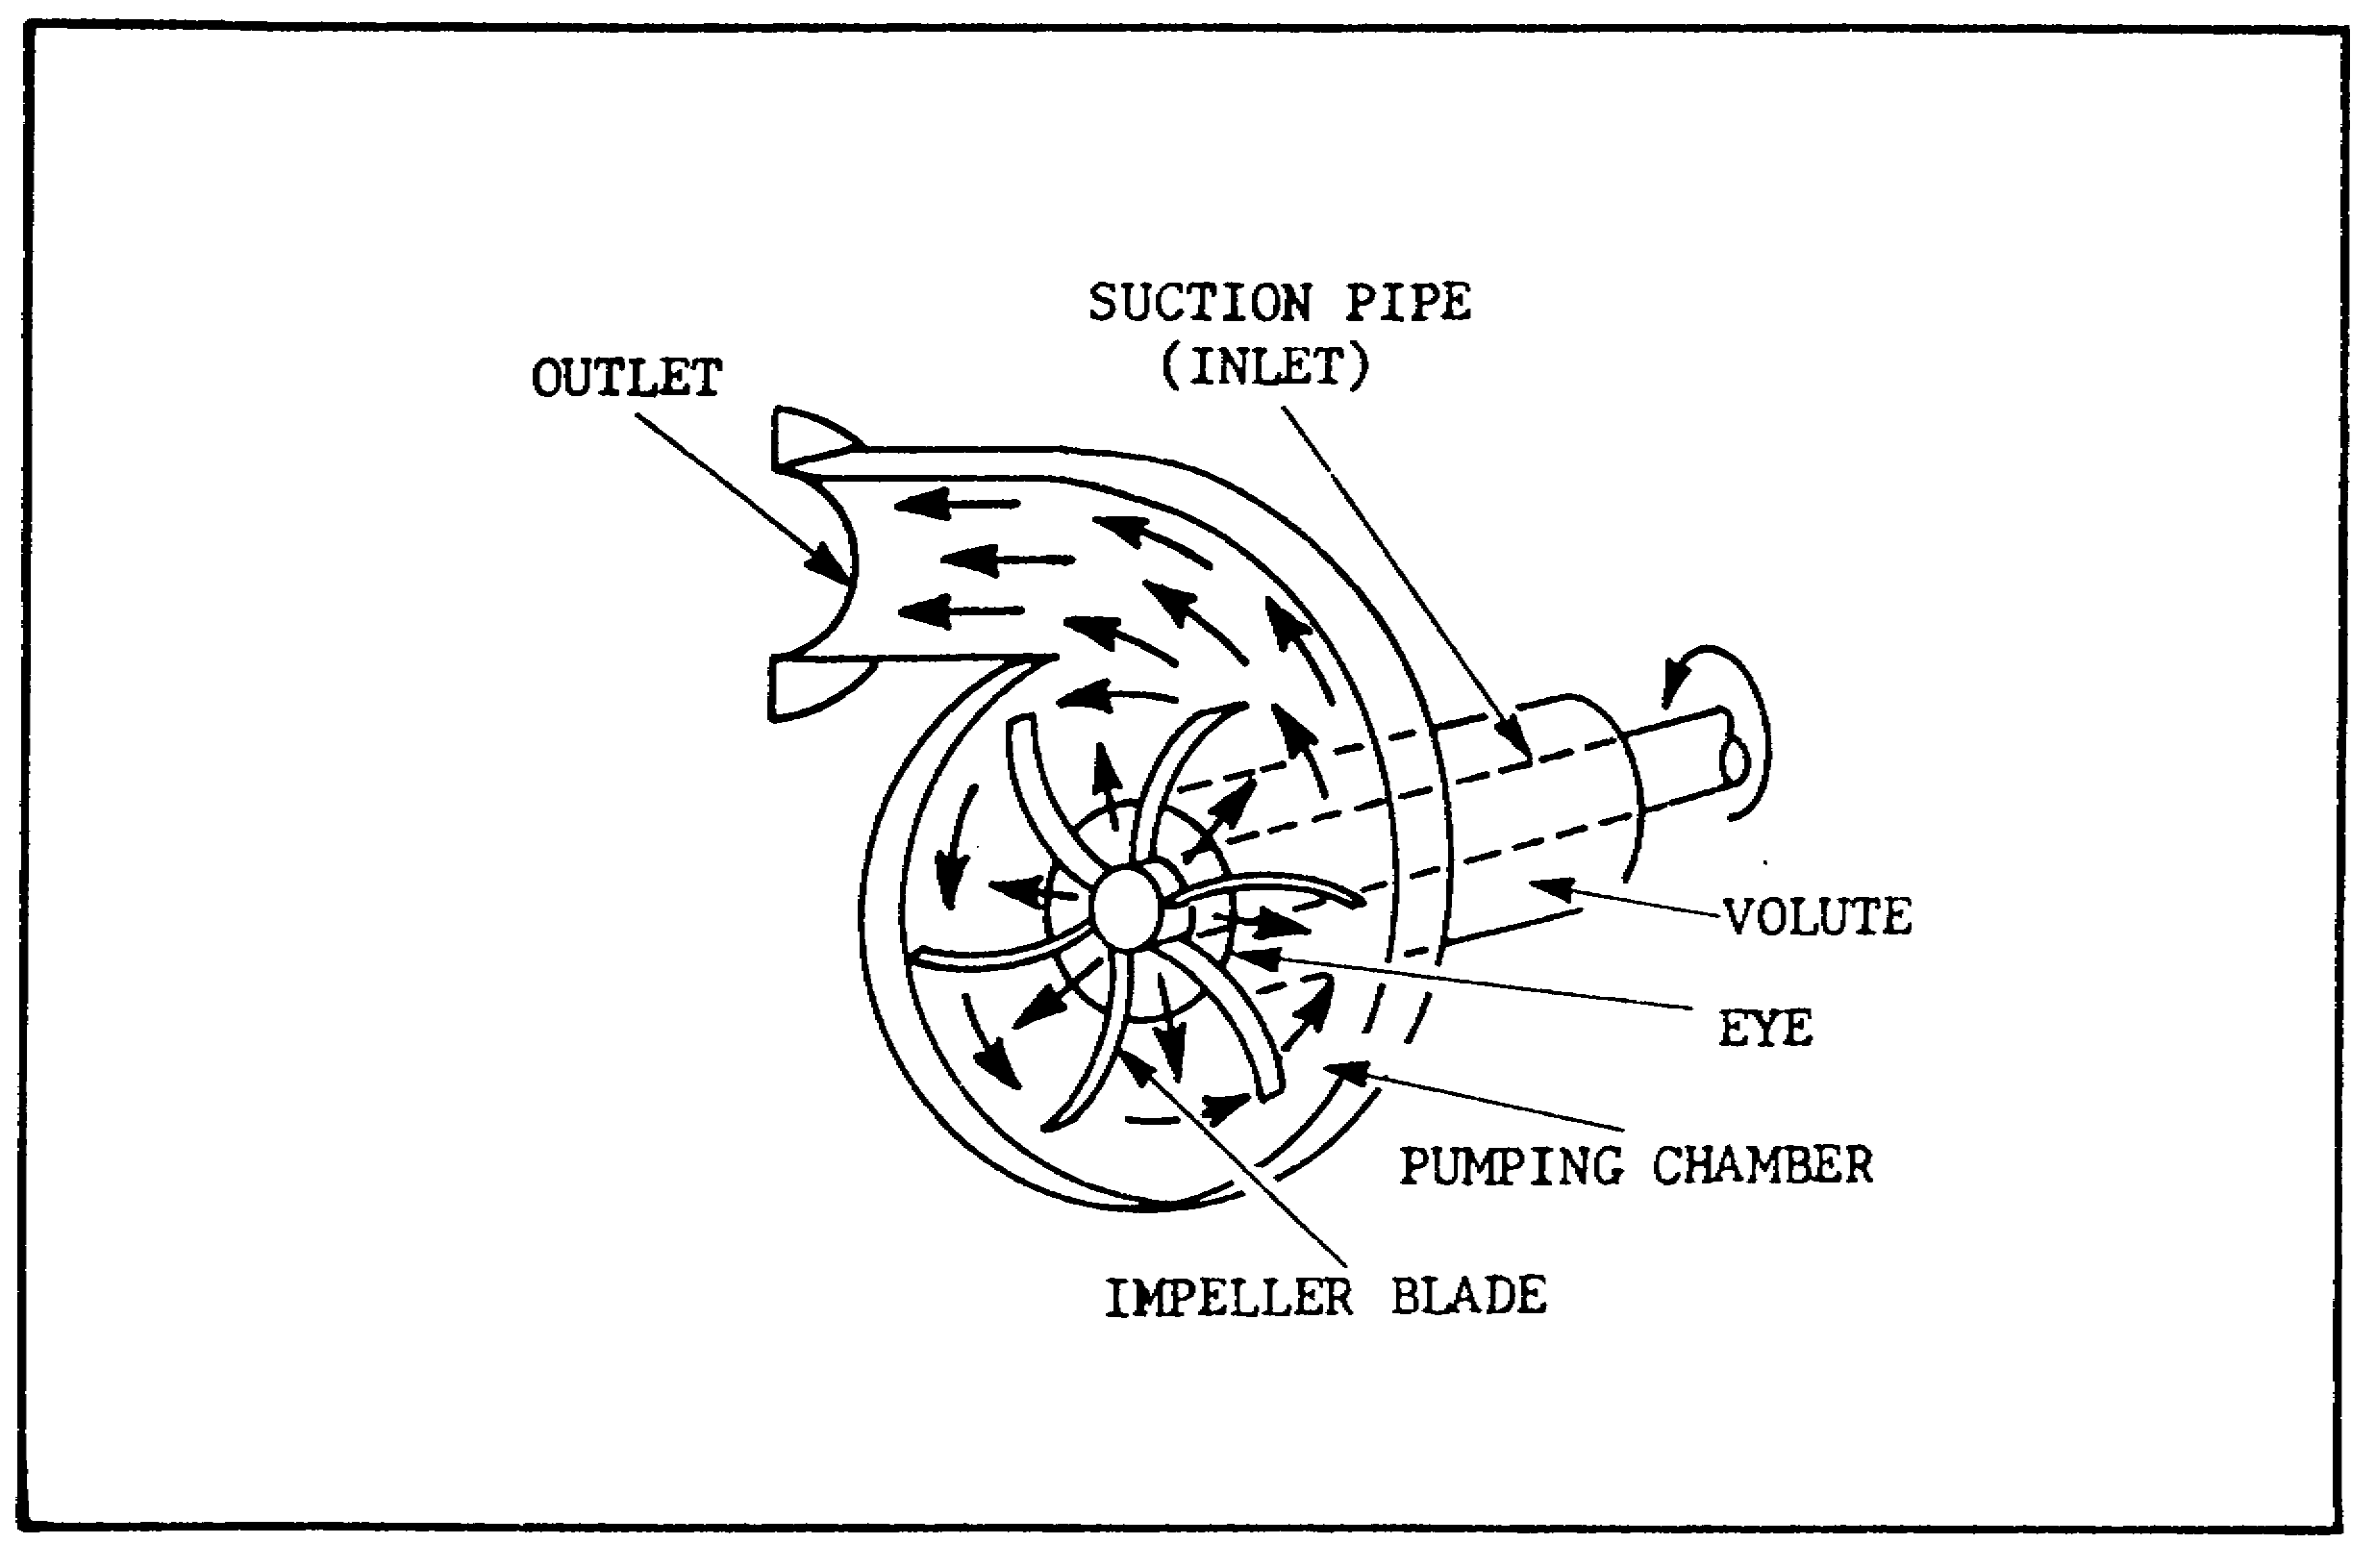 SUCTION PIPE
(INLET)
OUTLET
VOLUTE
EYE
PUMPING CHAMBER
IMPELLER BLADE